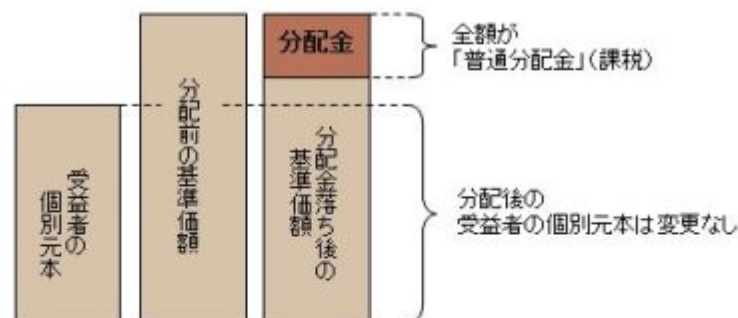 分配金
全額が
「普通分配金」(課税)
受益者の
個別元本
分配前の基準価額
分配金落ち後の
基準価額
分配後の
受益者の個別元本は変更なし